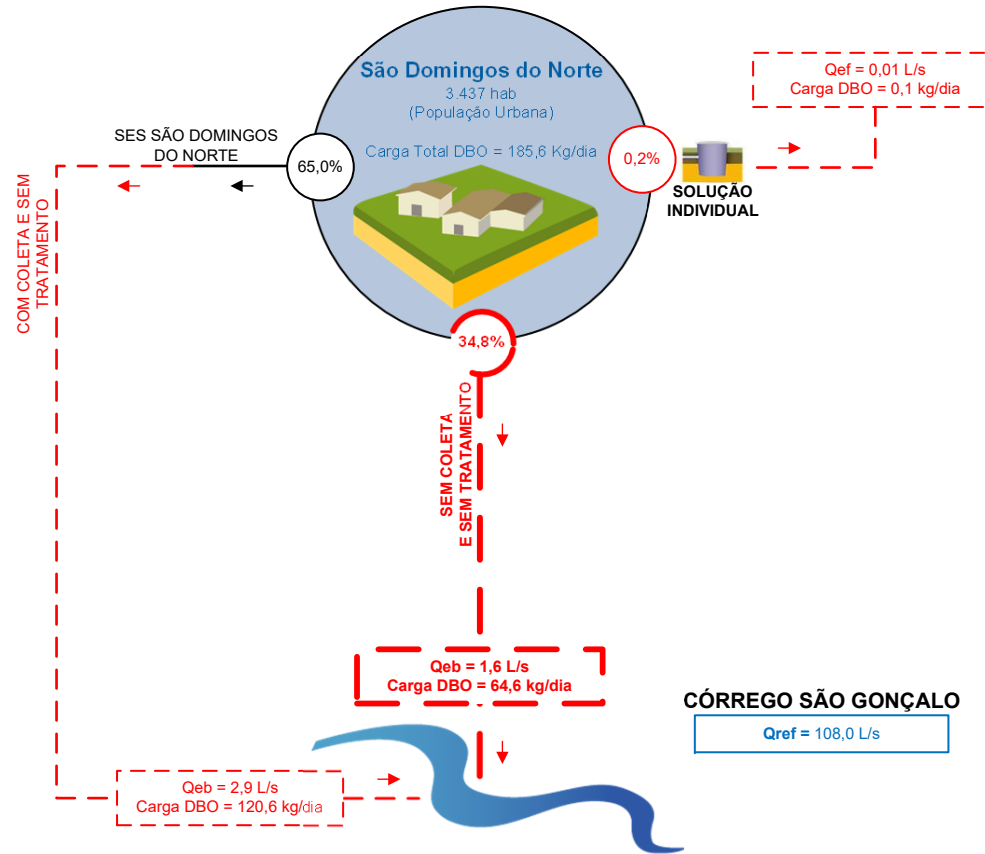 São Domingos do Norte
3.437 hab
(População Urbana)
Carga Total DBO = 185,6 Kg/dia
Qef = 0,01 L/s
Carga DBO = 0,1 kg/dia
SES SÃO DOMINGOS
DO NORTE
65,0%
0,2%
SOLUÇÃO
INDIVIDUAL
COM COLETA E SEM
TRATAMENTO
34,8%
SEM COLETA
E SEM TRATAMENTO
Qeb = 1,6 L/s
Carga DBO = 64,6 kg/dia
CÓRREGO SÃO GONÇALO
Qref = 108,0 L/s
Qeb = 2,9 L/s
Carga DBO = 120,6 kg/dia